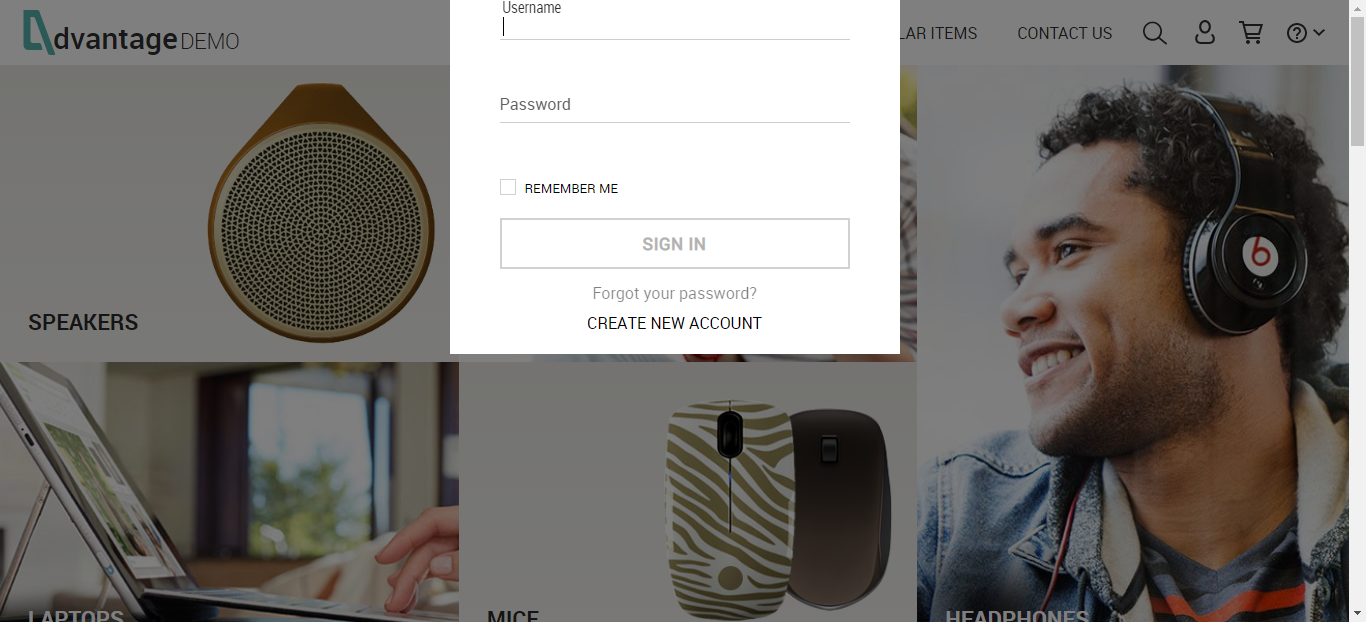 Username
dvantage DEMO
LAR ITEMS
CONTACT US
Password
REMEMBER ME
SIGN IN
Forgot your password?
CREATE NEW ACCOUNT
SPEAKERS
LAPTOPS
MICE
HEADPHONES